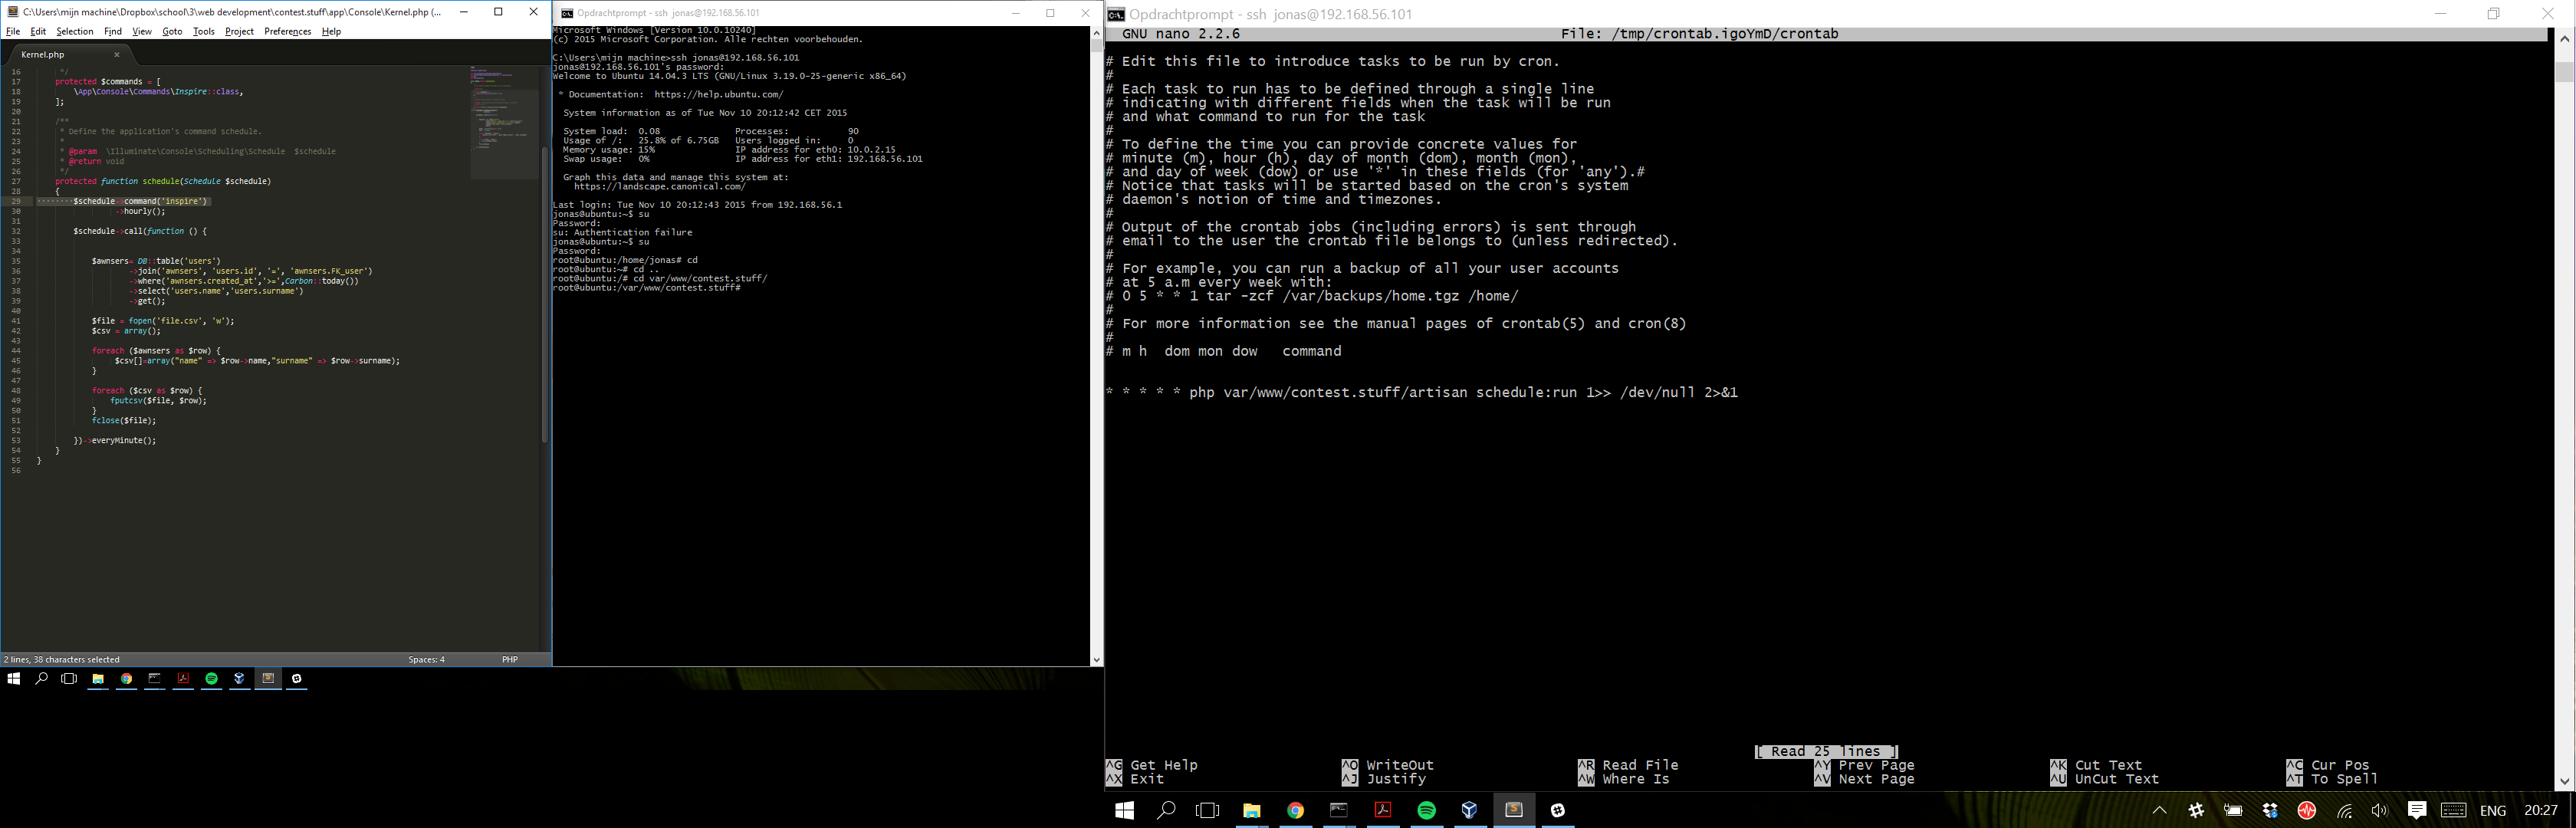 C:\Users\mijn machine\Dropbox\school\3\web development\contest.stuff\app\Console\Kernel.php (...
File Edit Selection Find View Goto Tools Project Preferences Help
Kernel.php
16 */
17 protected $commands = [
18 \App\Console\Commands\Inspire::class,
19 ];
20
21 /**
22 * Define the application's command schedule.
23 *
24 * @param  \Illuminate\Console\Scheduling\Schedule  $schedule
25 * @return void
26 */
27 protected function schedule(Schedule $schedule)
28 {
29 $schedule->command('inspire')
30 ->hourly();
31
32 $schedule->call(function () {
33
34
35 $awnsers= DB::table('users')
36 ->join('awnsers', 'users.id', '=', 'awnsers.FK_user')
37 ->where('awnsers.created_at','>=',Carbon::today())
38 ->select('users.name','users.surname')
39 ->get();
40
41 $file = fopen('file.csv', 'w');
42 $csv = array();
43
44 foreach ($awnsers as $row) {
45 $csv[]=array("name" => $row->name,"surname" => $row->surname);
46 }
47
48 foreach ($csv as $row) {
49 fputcsv($file, $row);
50 }
51 fclose($file);
52
53 })->everyMinute();
54 }
55 }
56
2 lines, 38 characters selected Spaces: 4 PHP
Opdrachtprompt - ssh  jonas@192.168.56.101
Microsoft Windows [Version 10.0.10240]
(c) 2015 Microsoft Corporation. Alle rechten voorbehouden.
C:\Users\mijn machine>ssh jonas@192.168.56.101
jonas@192.168.56.101's password:
Welcome to Ubuntu 14.04.3 LTS (GNU/Linux 3.19.0-25-generic x86_64)
* Documentation:  https://help.ubuntu.com/
System information as of Tue Nov 10 20:12:42 CET 2015
System load:  0.08 Processes: 90
Usage of /:   25.8% of 6.75GB Users logged in: 0
Memory usage: 15% IP address for eth0: 10.0.2.15
Swap usage:   0% IP address for eth1: 192.168.56.101
Graph this data and manage this system at:
https://landscape.canonical.com/
Last login: Tue Nov 10 20:12:43 2015 from 192.168.56.1
jonas@ubuntu:~$ su
Password:
su: Authentication failure
jonas@ubuntu:~$ su
Password:
root@ubuntu:/home/jonas# cd
root@ubuntu:~# cd ..
root@ubuntu:/# cd var/www/contest.stuff/
root@ubuntu:/var/www/contest.stuff#
Opdrachtprompt - ssh  jonas@192.168.56.101
GNU nano 2.2.6 File: /tmp/crontab.igoYmD/crontab
# Edit this file to introduce tasks to be run by cron.
#
# Each task to run has to be defined through a single line
# indicating with different fields when the task will be run
# and what command to run for the task
#
# To define the time you can provide concrete values for
# minute (m), hour (h), day of month (dom), month (mon),
# and day of week (dow) or use '*' in these fields (for 'any').#
# Notice that tasks will be started based on the cron's system
# daemon's notion of time and timezones.
#
# Output of the crontab jobs (including errors) is sent through
# email to the user the crontab file belongs to (unless redirected).
#
# For example, you can run a backup of all your user accounts
# at 5 a.m every week with:
# 0 5 * * 1 tar -zcf /var/backups/home.tgz /home/
#
# For more information see the manual pages of crontab(5) and cron(8)
#
# m h  dom mon dow   command
* * * * * php var/www/contest.stuff/artisan schedule:run 1>> /dev/null 2>&1
[ Read 25 lines ]
^G Get Help ^O WriteOut ^R Read File ^Y Prev Page ^K Cut Text ^C Cur Pos
^X Exit ^J Justify ^W Where Is ^V Next Page ^U UnCut Text ^T To Spell
ENG 20:27